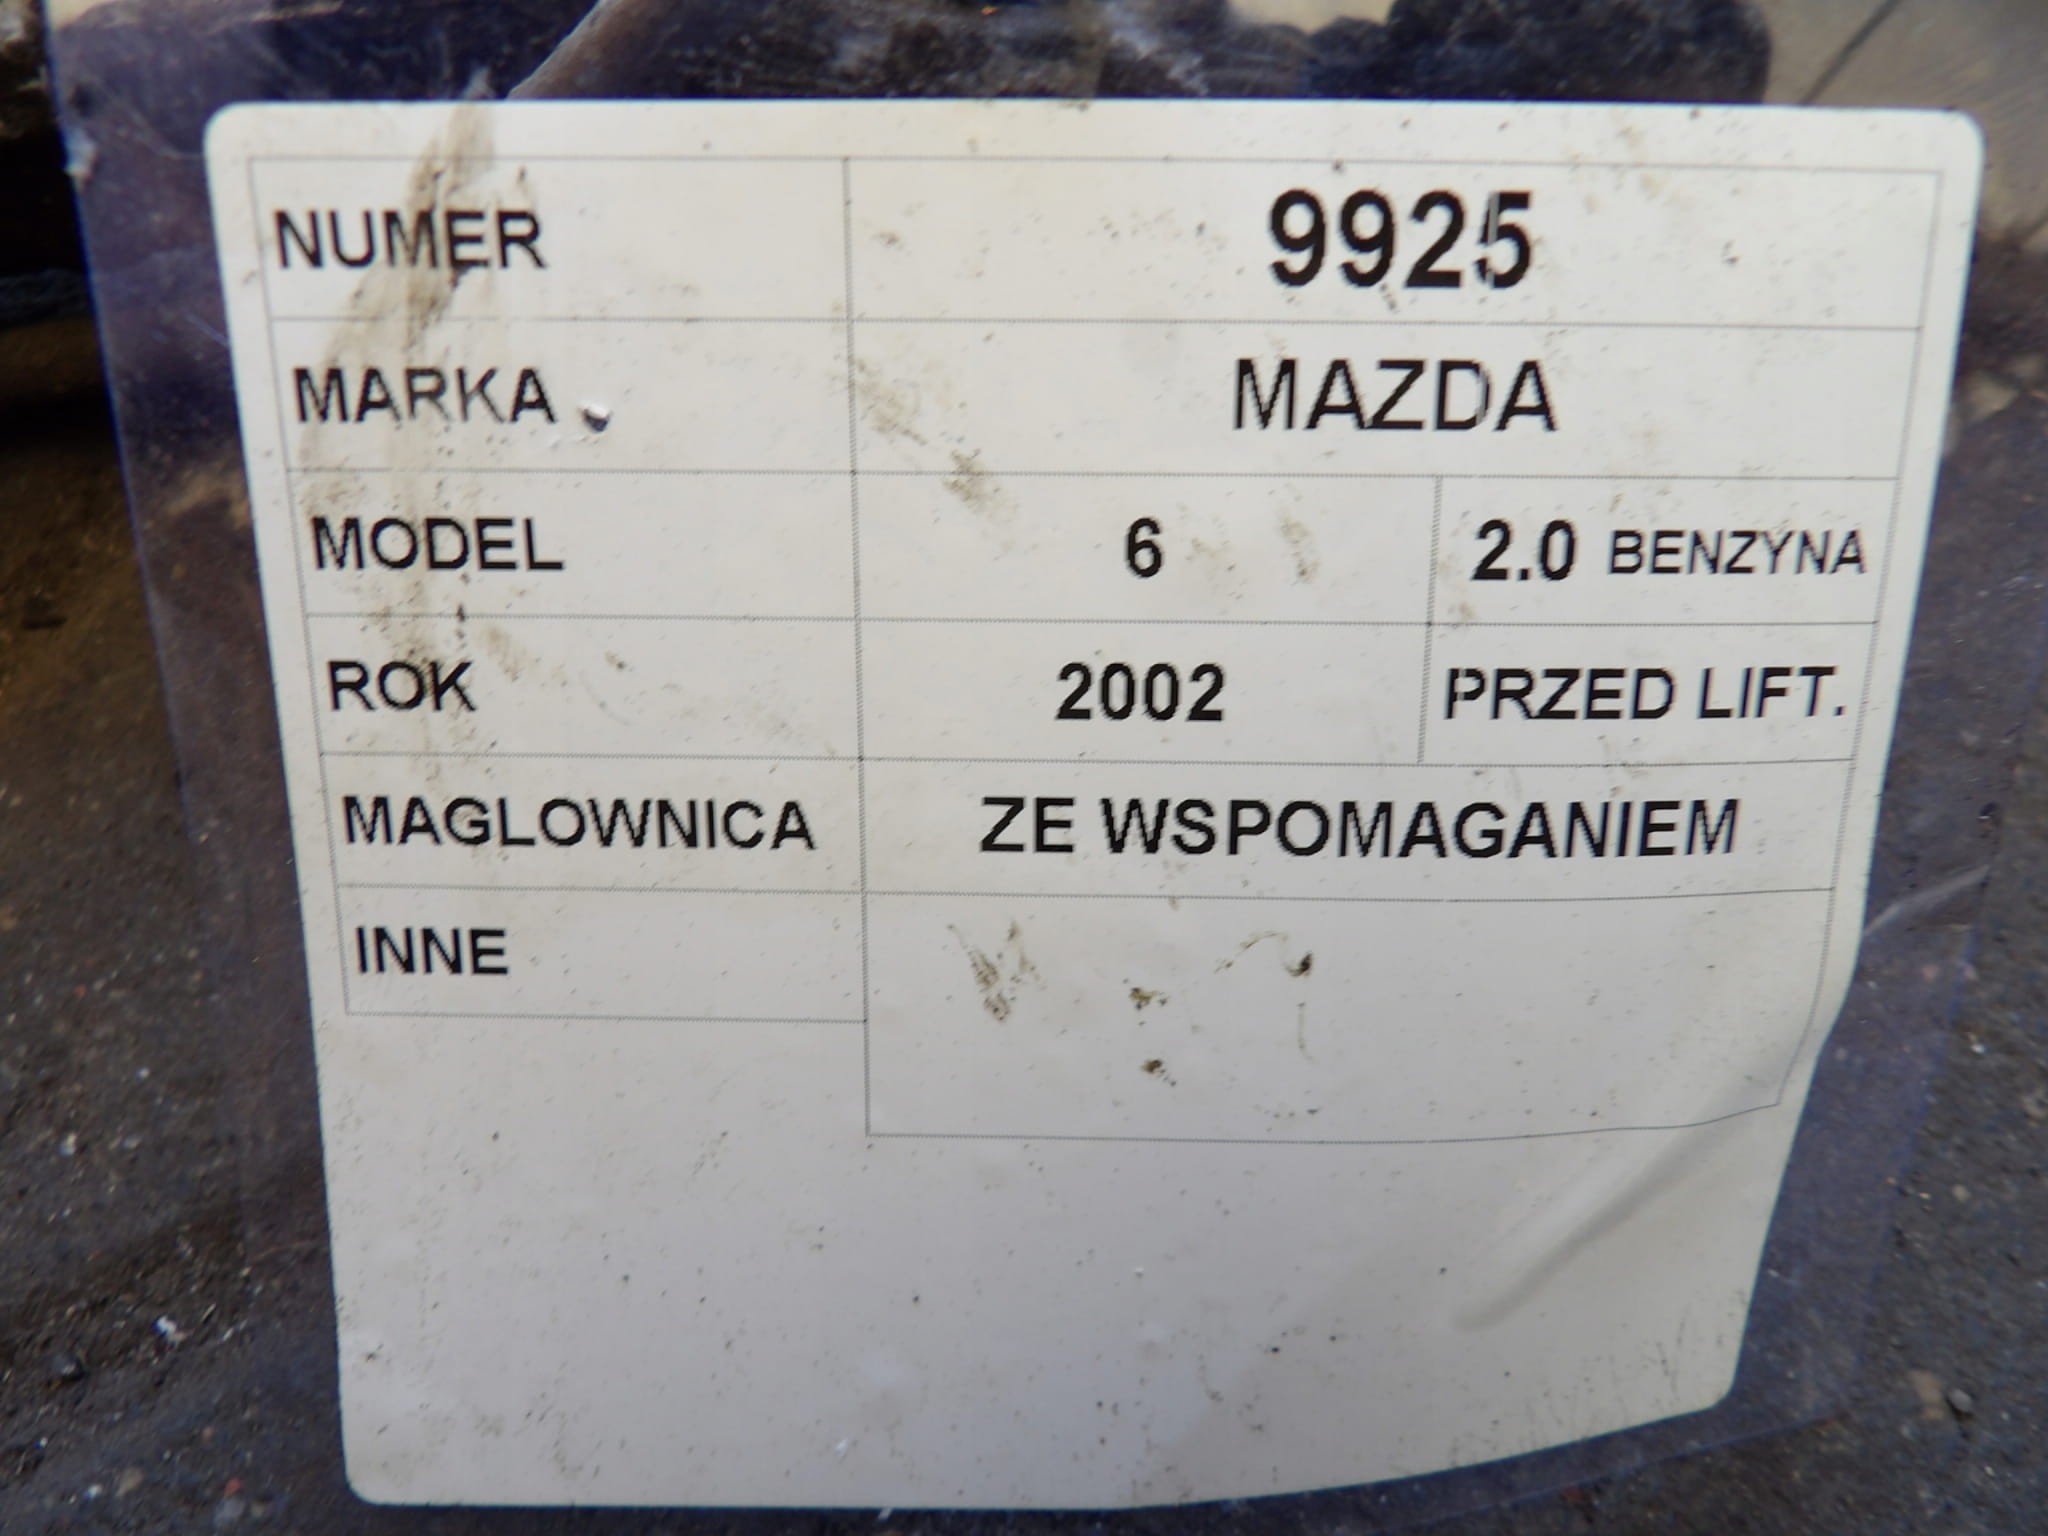 NUMER 9925
MARKA MAZDA
MODEL 6 2.0 BENZYNA
ROK 2002 PRZED LIFT.
MAGLOWNICA ZE WSPOMAGANIEM
INNE